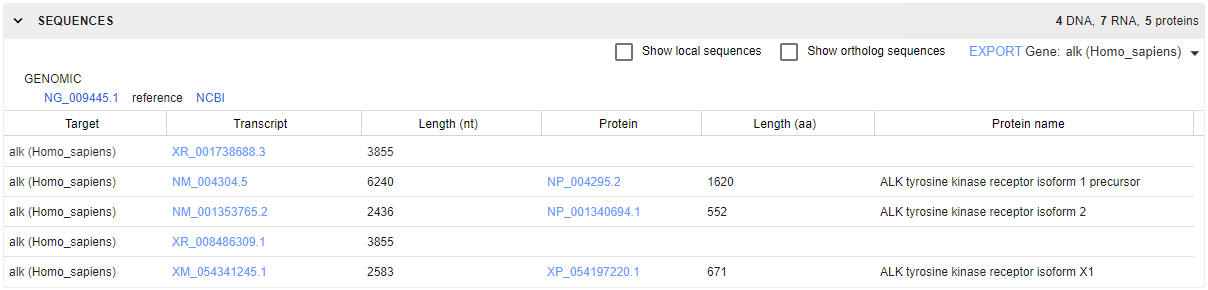 SEQUENCES 4 DNA, 7 RNA, 5 proteins
Show local sequences Show ortholog sequences EXPORT Gene: alk (Homo_sapiens)
GENOMIC
NG_009445.1 reference NCBI
Target Transcript Length (nt) Protein Length (aa) Protein name
alk (Homo_sapiens) XR_001738688.3 3855
alk (Homo_sapiens) NM_004304.5 6240 NP_004295.2 1620 ALK tyrosine kinase receptor isoform 1 precursor
alk (Homo_sapiens) NM_001353765.2 2436 NP_001340694.1 552 ALK tyrosine kinase receptor isoform 2
alk (Homo_sapiens) XR_008486309.1 3855
alk (Homo_sapiens) XM_054341245.1 2583 XP_054197220.1 671 ALK tyrosine kinase receptor isoform X1